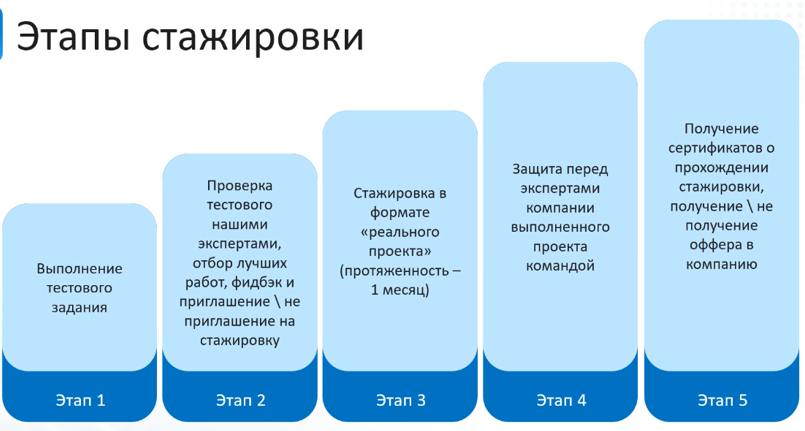 Этапы стажировки
Выполнение
тестового
задания
Этап 1
Проверка
тестового
нашими
экспертами,
отбор лучших
работ, фидбэк и
приглашение \ не
приглашение на
стажировку
Этап 2
Стажировка в
формате
«реального
проекта»
(протяженность –
1 месяц)
Этап 3
Защита перед
экспертами
компании
выполненного
проекта
командой
Этап 4
Получение
сертификатов о
прохождении
стажировки,
получение \ не
получение
оффера в
компанию
Этап 5